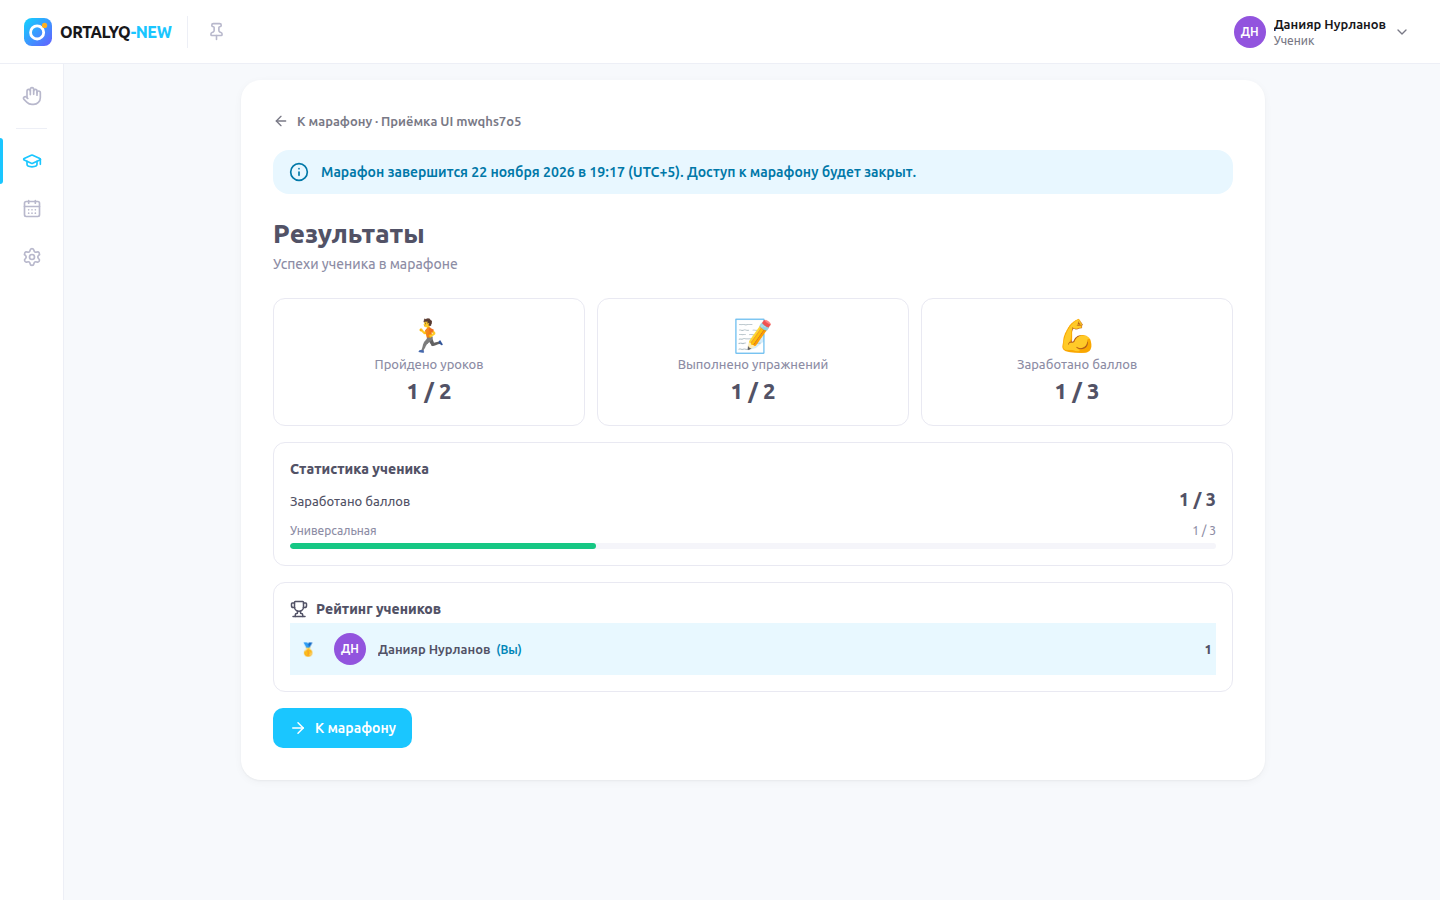 ORTALYQ-NEW
ДН
Данияр Нурланов
Ученик
К марафону · Приёмка UI mwqhs7o5
Марафон завершится 22 ноября 2026 в 19:17 (UTC+5). Доступ к марафону будет закрыт.
Результаты
Успехи ученика в марафоне
Пройдено уроков
1 / 2
Выполнено упражнений
1 / 2
Заработано баллов
1 / 3
Статистика ученика
Заработано баллов 1 / 3
Универсальная 1 / 3
Рейтинг учеников
ДН Данияр Нурланов (Вы) 1
К марафону